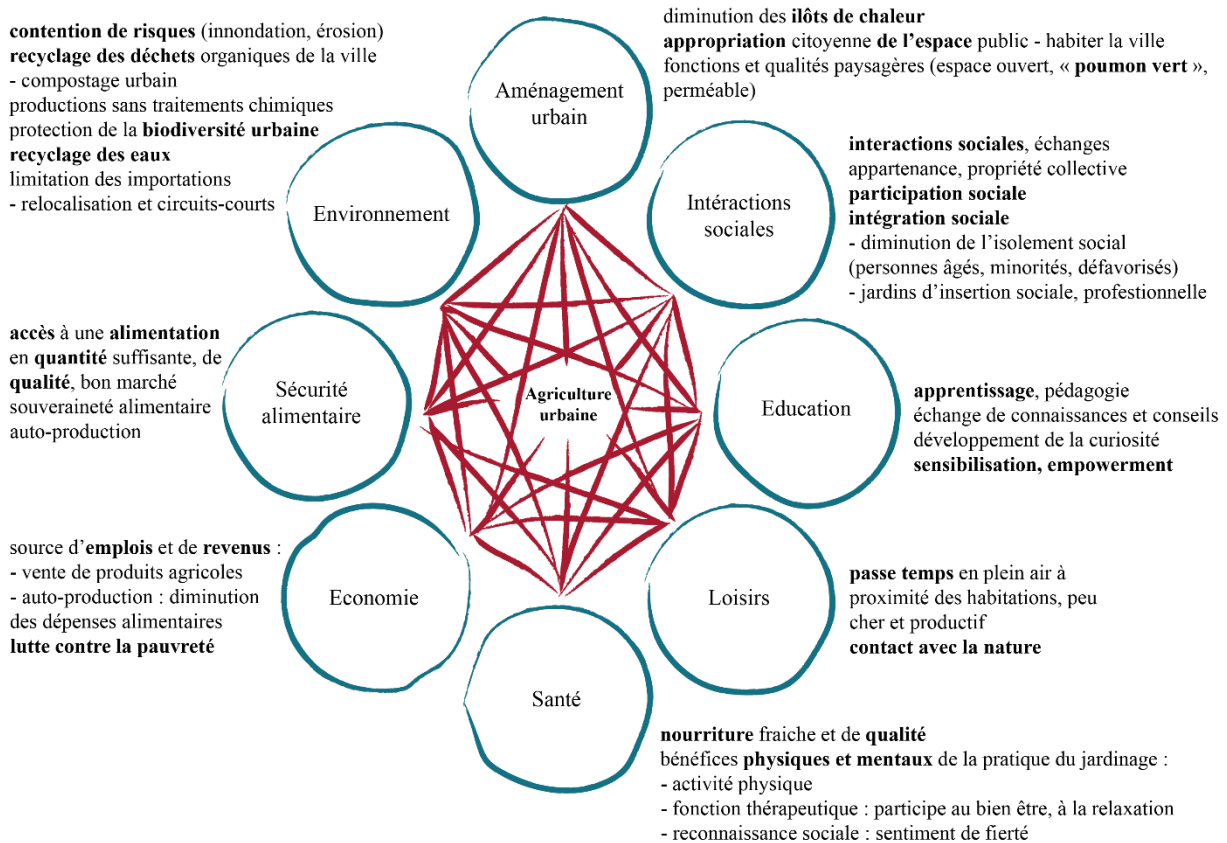 contention de risques (innondation, érosion)
recyclage des déchets organiques de la ville
- compostage urbain
productions sans traitements chimiques
protection de la biodiversité urbaine
recyclage des eaux
limitation des importations
- relocalisation et circuits-courts
diminution des ilôts de chaleur
appropriation citoyenne de l'espace public - habiter la ville
fonctions et qualités paysagères (espace ouvert, « poumon vert »,
perméable)
Aménagement
urbain
Environnement
Intéractions
sociales
interactions sociales, échanges
appartenance, propriété collective
participation sociale
intégration sociale
- diminution de l'isolement social
(personnes âgés, minorités, défavorisés)
- jardins d'insertion sociale, profestionnelle
accès à une alimentation
en quantité suffisante, de
qualité, bon marché
souveraineté alimentaire
auto-production
Sécurité
alimentaire
Agriculture
urbaine
Education
apprentissage, pédagogie
échange de connaissances et conseils
développement de la curiosité
sensibilisation, empowerment
source d'emplois et de revenus :
- vente de produits agricoles
- auto-production : diminution
des dépenses alimentaires
lutte contre la pauvreté
Economie
Loisirs
passe temps en plein air à
proximité des habitations, peu
cher et productif
contact avec la nature
Santé
nourriture fraiche et de qualité
bénéfices physiques et mentaux de la pratique du jardinage :
- activité physique
- fonction thérapeutique : participe au bien être, à la relaxation
- reconnaissance sociale : sentiment de fierté